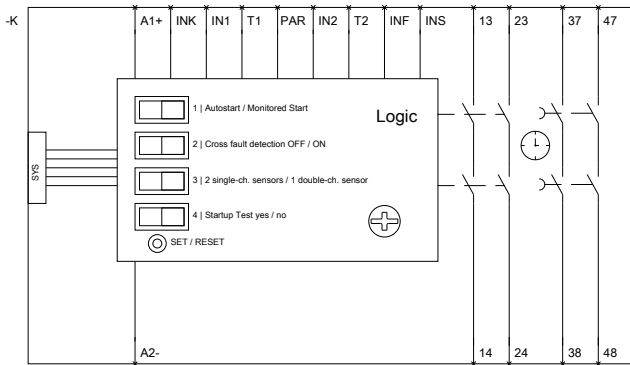 -K A1+ INK IN1 T1 PAR IN2 T2 INF INS 13 23 37 47
1 | Autostart / Monitored Start
Logic
2 | Cross fault detection OFF / ON
SYS
3 | 2 single-ch. sensors / 1 double-ch. sensor
4 | Startup Test yes / no
SET / RESET
A2- 14 24 38 48